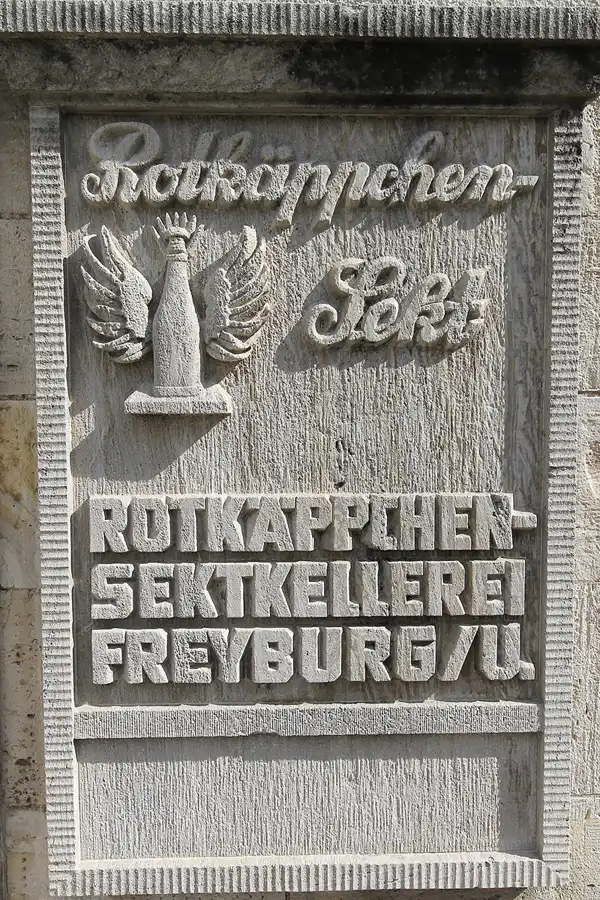 Rotkäppchen-
Sekt
ROTKÄPPCHEN-
SEKTKELLEREI
FREYBURG/U.